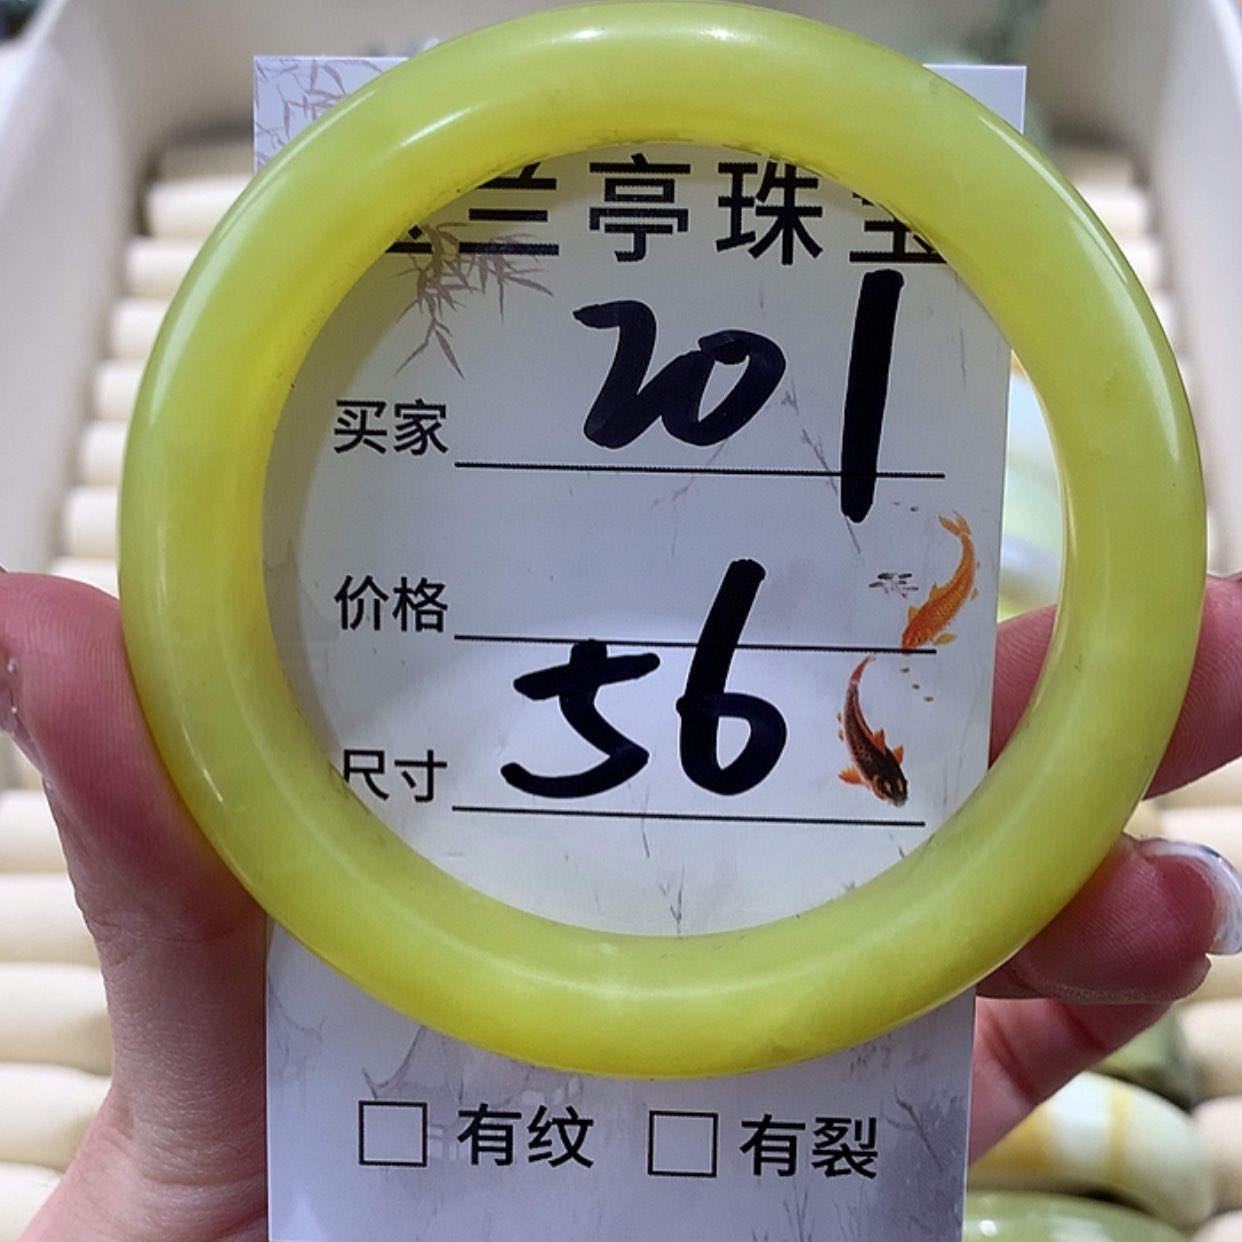 兰亭珠宝
买家 201
价格
尺寸 56
有纹 有裂